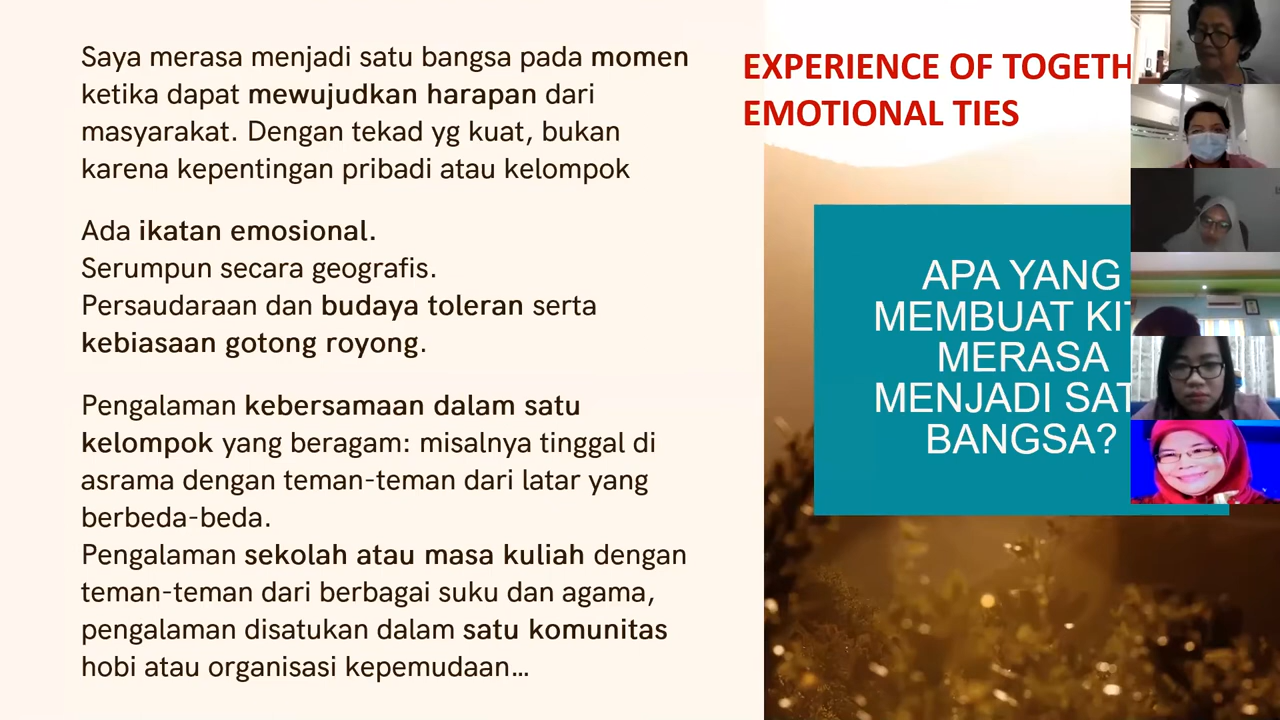 Saya merasa menjadi satu bangsa pada momen
ketika dapat mewujudkan harapan dari
masyarakat. Dengan tekad yg kuat, bukan
karena kepentingan pribadi atau kelompok
Ada ikatan emosional.
Serumpun secara geografis.
Persaudaraan dan budaya toleran serta
kebiasaan gotong royong.
Pengalaman kebersamaan dalam satu
kelompok yang beragam: misalnya tinggal di
asrama dengan teman-teman dari latar yang
berbeda-beda.
Pengalaman sekolah atau masa kuliah dengan
teman-teman dari berbagai suku dan agama,
pengalaman disatukan dalam satu komunitas
hobi atau organisasi kepemudaan...
EXPERIENCE OF TOGETH
EMOTIONAL TIES
APA YANG
MEMBUAT KIT
MERASA
MENJADI SAT
BANGSA?